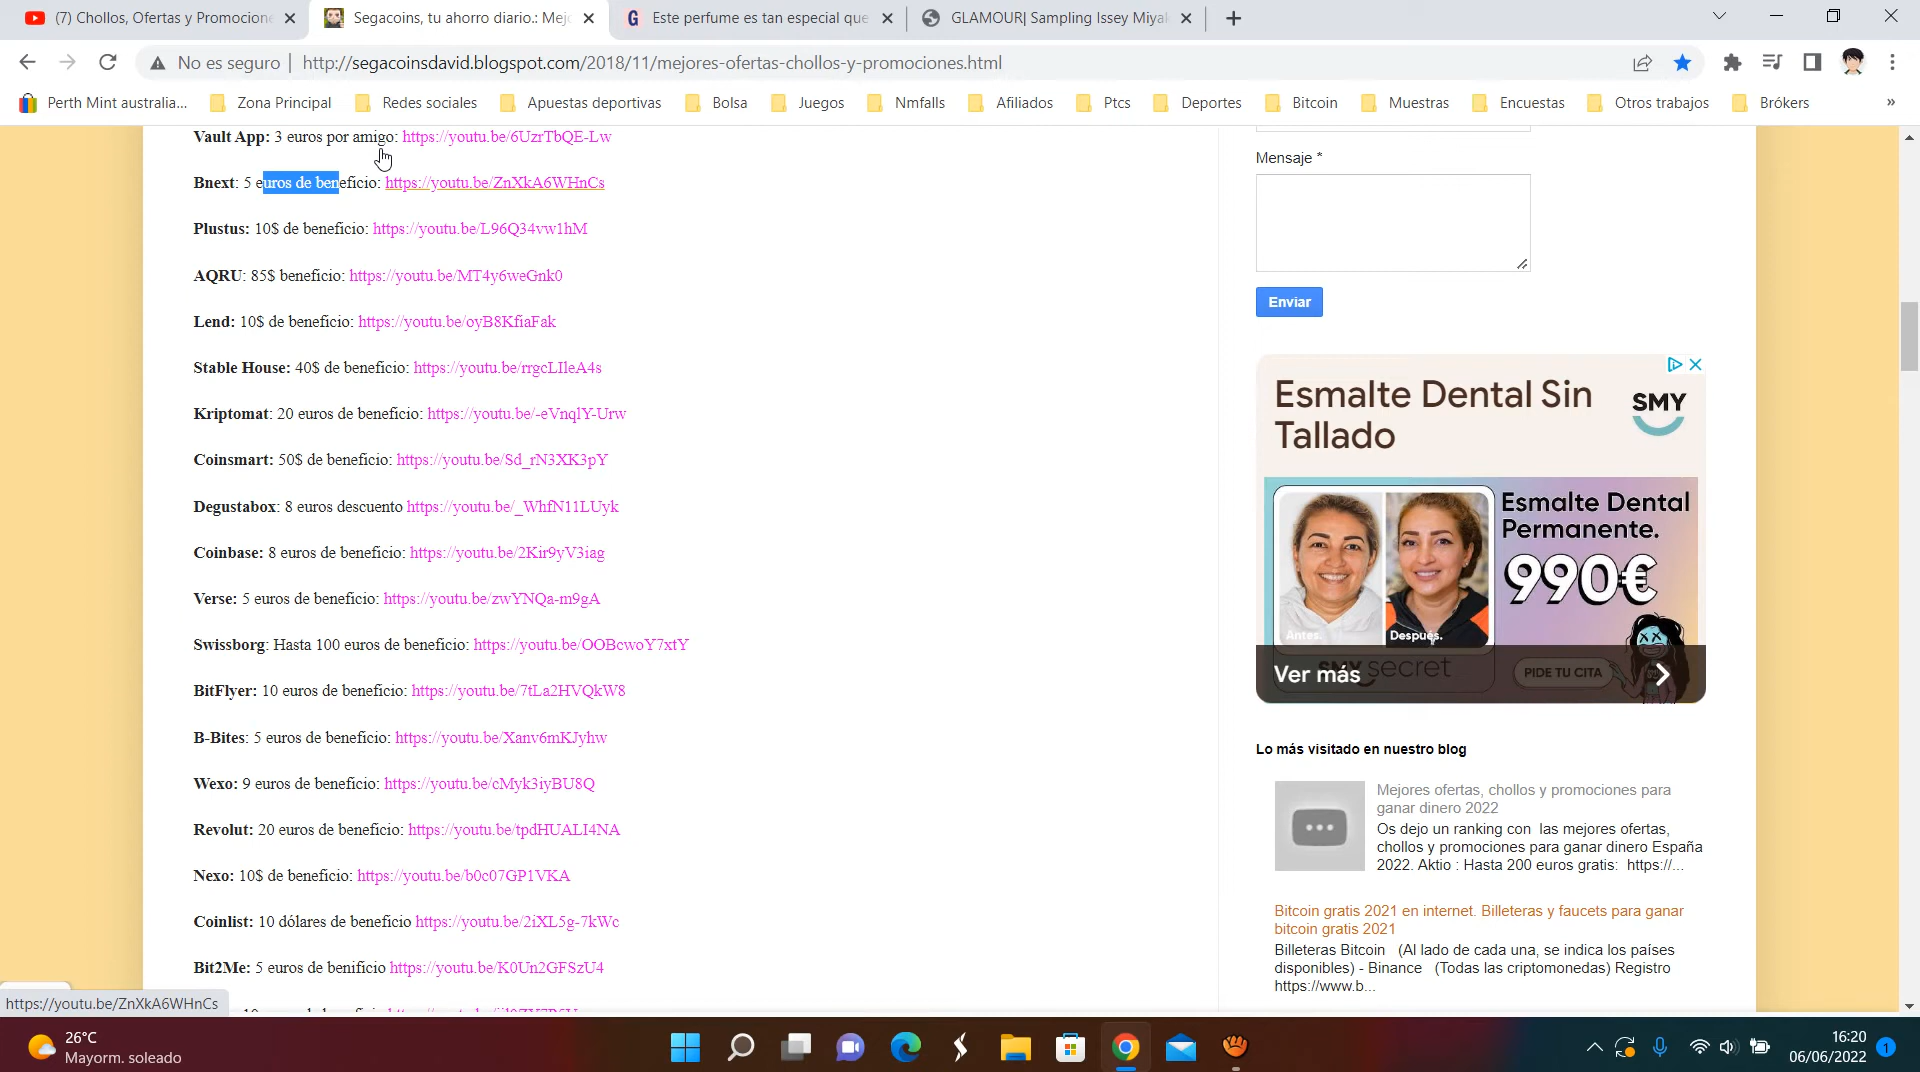 (7) Chollos, Ofertas y Promocione
Segacoins, tu ahorro diario.: Mej
Este perfume es tan especial que
GLAMOUR| Sampling Issey Miyak
No es seguro | http://segacoinsdavid.blogspot.com/2018/11/mejores-ofertas-chollos-y-promociones.html
Perth Mint australia...
Zona Principal
Redes sociales
Apuestas deportivas
Bolsa
Juegos
Nmfalls
Afiliados
Ptcs
Deportes
Bitcoin
Muestras
Encuestas
Otros trabajos
Brókers
»
Vault App: 3 euros por amigo: https://youtu.be/6UzrTbQE-Lw
Bnext: 5 euros de beneficio: https://youtu.be/ZnXkA6WHnCs
Plustus: 10$ de beneficio: https://youtu.be/L96Q34vw1hM
AQRU: 85$ beneficio: https://youtu.be/MT4y6weGnk0
Lend: 10$ de beneficio: https://youtu.be/oyB8KfiaFak
Stable House: 40$ de beneficio: https://youtu.be/rrgcLIleA4s
Kriptomat: 20 euros de beneficio: https://youtu.be/-eVnqlY-Urw
Coinsmart: 50$ de beneficio: https://youtu.be/Sd_rN3XK3pY
Degustabox: 8 euros descuento https://youtu.be/_WhfN11LUyk
Coinbase: 8 euros de beneficio: https://youtu.be/2Kir9yV3iag
Verse: 5 euros de beneficio: https://youtu.be/zwYNQa-m9gA
Swissborg: Hasta 100 euros de beneficio: https://youtu.be/OOBcwoY7xtY
BitFlyer: 10 euros de beneficio: https://youtu.be/7tLa2HVQkW8
B-Bites: 5 euros de beneficio: https://youtu.be/Xanv6mKJyhw
Wexo: 9 euros de beneficio: https://youtu.be/cMyk3iyBU8Q
Revolut: 20 euros de beneficio: https://youtu.be/tpdHUALI4NA
Nexo: 10$ de beneficio: https://youtu.be/b0c07GP1VKA
Coinlist: 10 dólares de beneficio https://youtu.be/2iXL5g-7kWc
Bit2Me: 5 euros de benificio https://youtu.be/K0Un2GFSzU4
https://youtu.be/ZnXkA6WHnCs
Mensaje *
Enviar
Esmalte Dental Sin
Tallado
SMY
Esmalte Dental
Permanente.
990€
Antes.
Después.
SMY secret
PIDE TU CITA
Ver más
Lo más visitado en nuestro blog
Mejores ofertas, chollos y promociones para
ganar dinero 2022
Os dejo un ranking con las mejores ofertas,
chollos y promociones para ganar dinero España
2022. Aktio : Hasta 200 euros gratis: https://...
Bitcoin gratis 2021 en internet. Billeteras y faucets para ganar
bitcoin gratis 2021
Billeteras Bitcoin (Al lado de cada una, se indica los países
disponibles) - Binance (Todas las criptomonedas) Registro
https://www.b...
26°C
Mayorm. soleado
16:20
06/06/2022
1